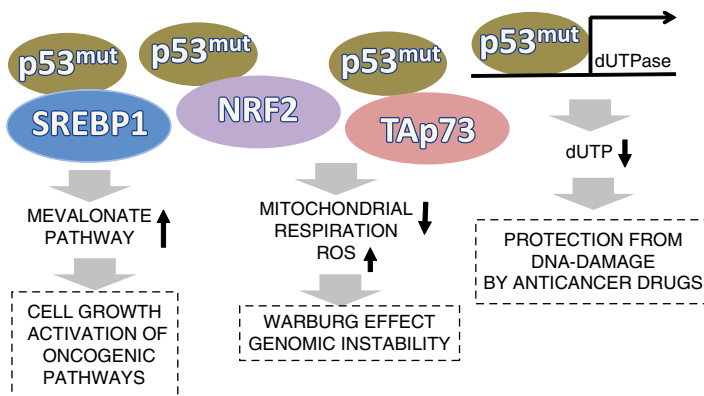 p53mut
SREBP1
MEVALONATE
PATHWAY
CELL GROWTH
ACTIVATION OF
ONCOGENIC
PATHWAYS
p53mut
NRF2
p53mut
TAp73
MITOCHONDRIAL
RESPIRATION
ROS
WARBURG EFFECT
GENOMIC INSTABILITY
p53mut
dUTPase
dUTP
PROTECTION FROM
DNA-DAMAGE
BY ANTICANCER DRUGS